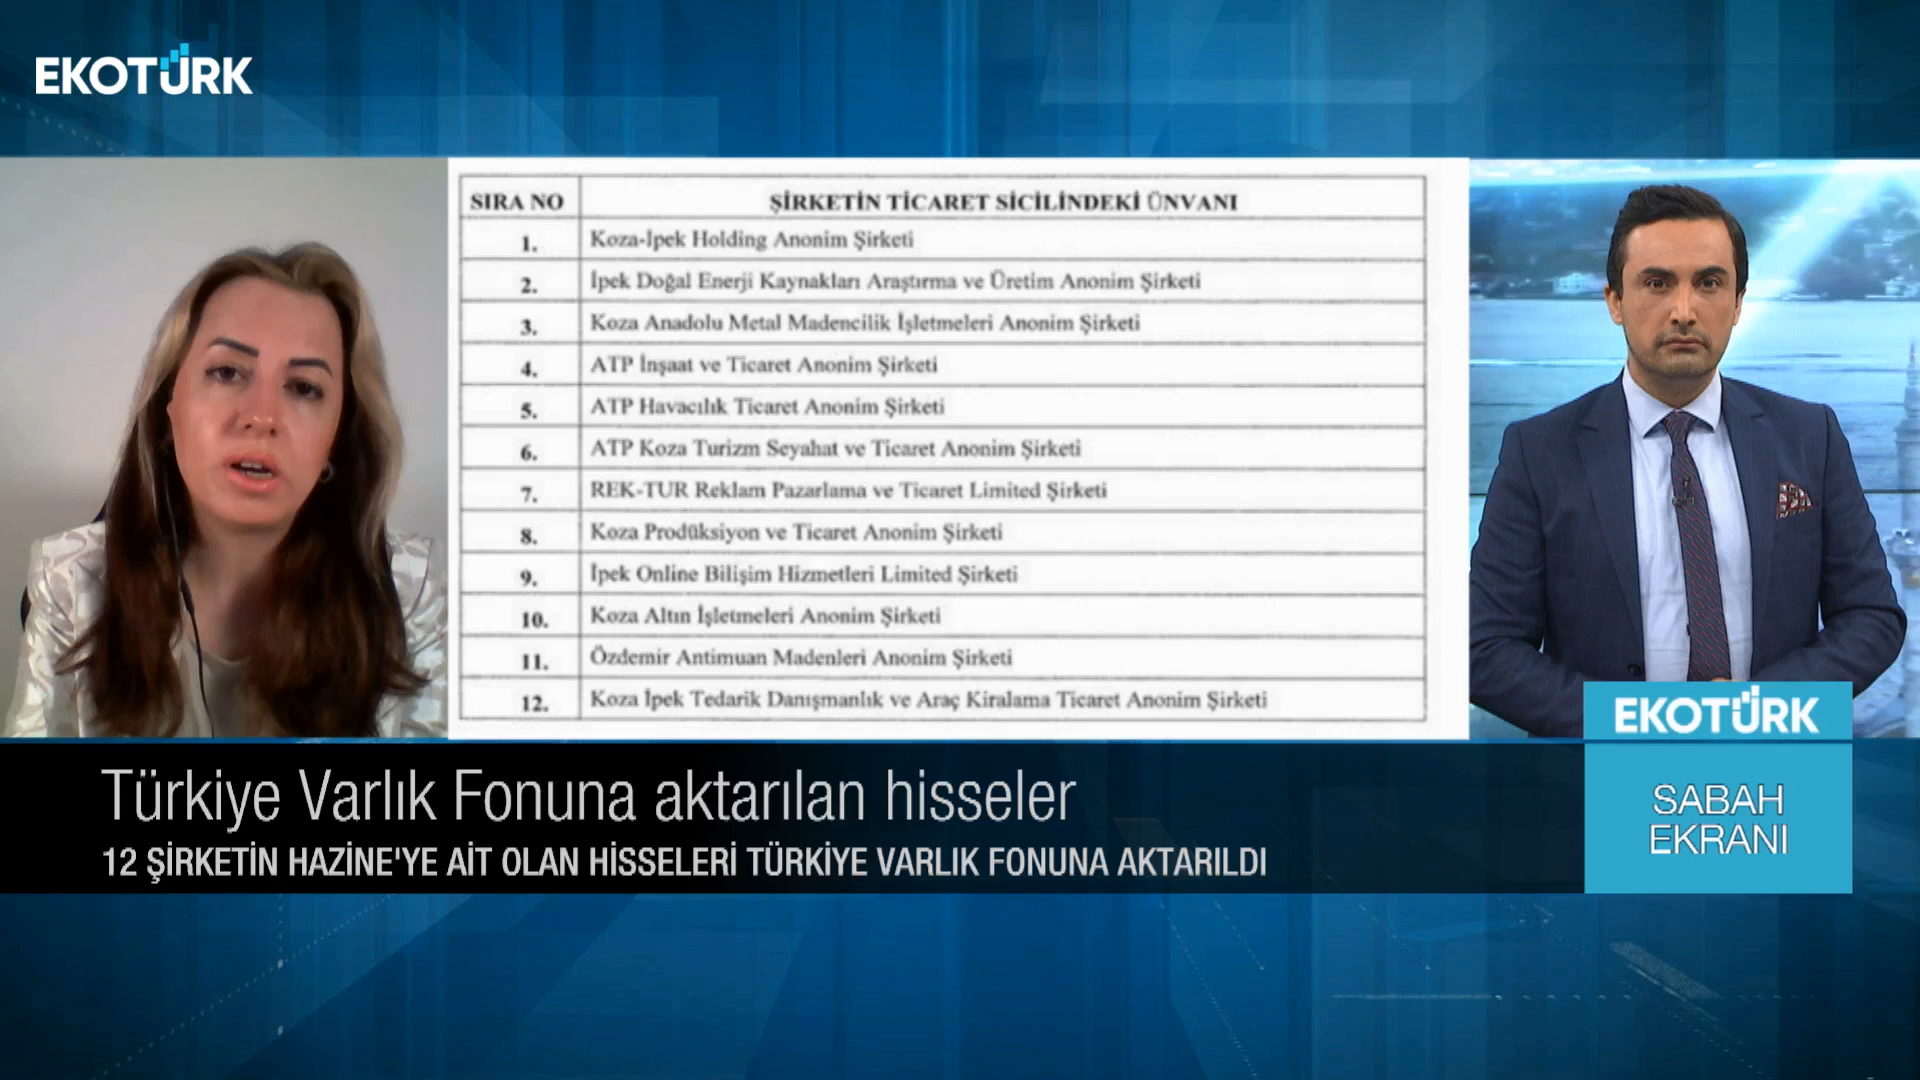 EKOTÜRK
SIRA NO ŞİRKETİN TİCARET SİCİLİNDEKİ ÜNVANI
1. Koza-İpek Holding Anonim Şirketi
2. İpek Doğal Enerji Kaynakları Araştırma ve Üretim Anonim Şirketi
3. Koza Anadolu Metal Madencilik İşletmeleri Anonim Şirketi
4. ATP İnşaat ve Ticaret Anonim Şirketi
5. ATP Havacılık Ticaret Anonim Şirketi
6. ATP Koza Turizm Seyahat ve Ticaret Anonim Şirketi
7. REK-TUR Reklam Pazarlama ve Ticaret Limited Şirketi
8. Koza Prodüksiyon ve Ticaret Anonim Şirketi
9. İpek Online Bilişim Hizmetleri Limited Şirketi
10. Koza Altın İşletmeleri Anonim Şirketi
11. Özdemir Antimuan Madenleri Anonim Şirketi
12. Koza İpek Tedarik Danışmanlık ve Araç Kiralama Ticaret Anonim Şirketi
Türkiye Varlık Fonuna aktarılan hisseler
12 ŞİRKETİN HAZİNE'YE AİT OLAN HİSSELERİ TÜRKİYE VARLIK FONUNA AKTARILDI
EKOTÜRK
SABAH
EKRANI